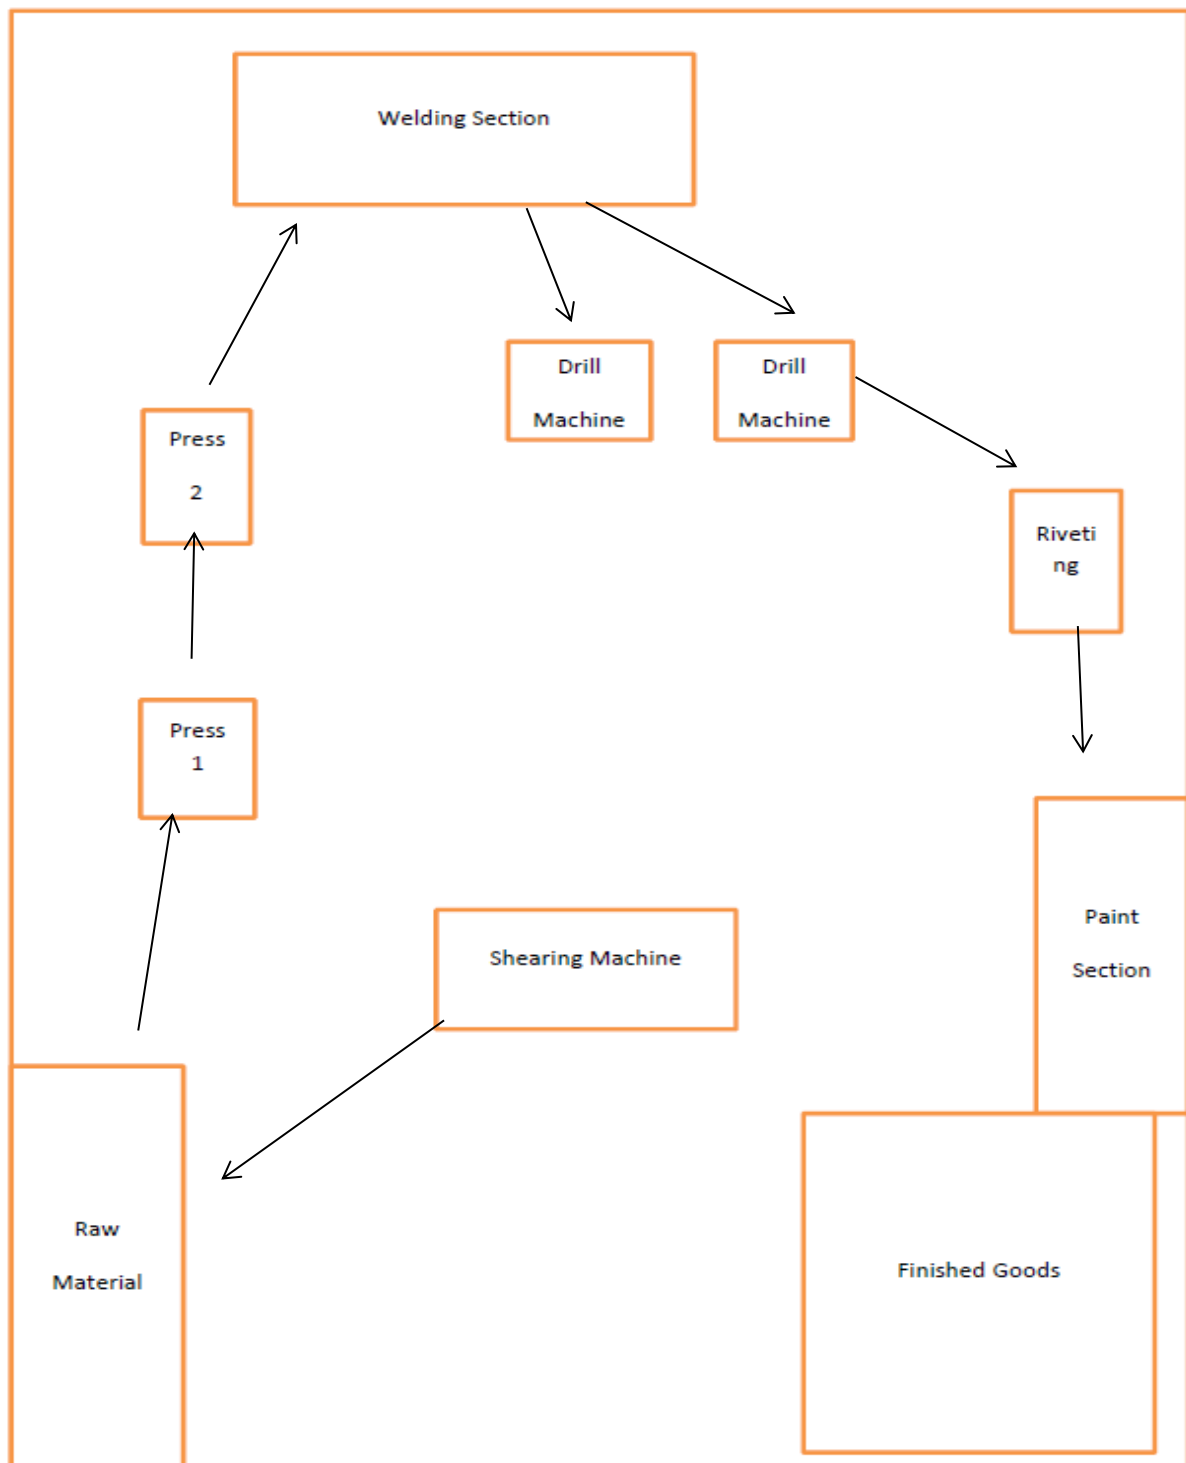 Welding Section
Drill
Machine
Drill
Machine
Press
2
Riveti
ng
Press
1
Shearing Machine
Paint
Section
Raw
Material
Finished Goods